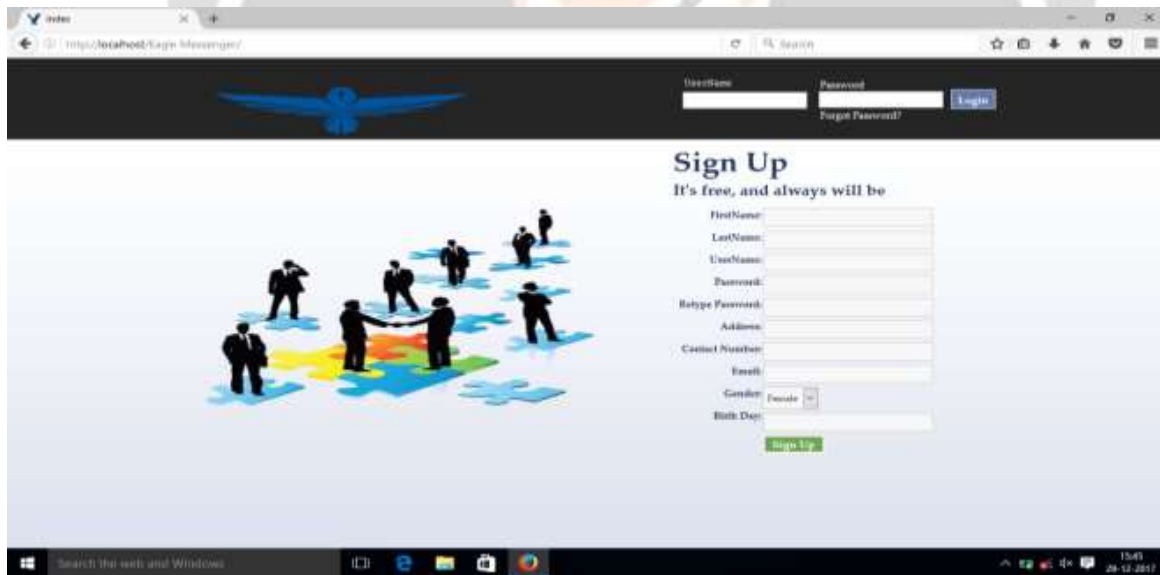 index
http://localhost/Eagle-Messenger/
Search
UserName
Password
Login
Forgot Password?
Sign Up
It's free, and always will be
FirstName:
LastName:
UserName:
Password:
Retype Password:
Address:
Contact Number:
Email:
Gender: Female
Birth Day:
Sign Up
Search the web and Windows
15:45
28-12-2017